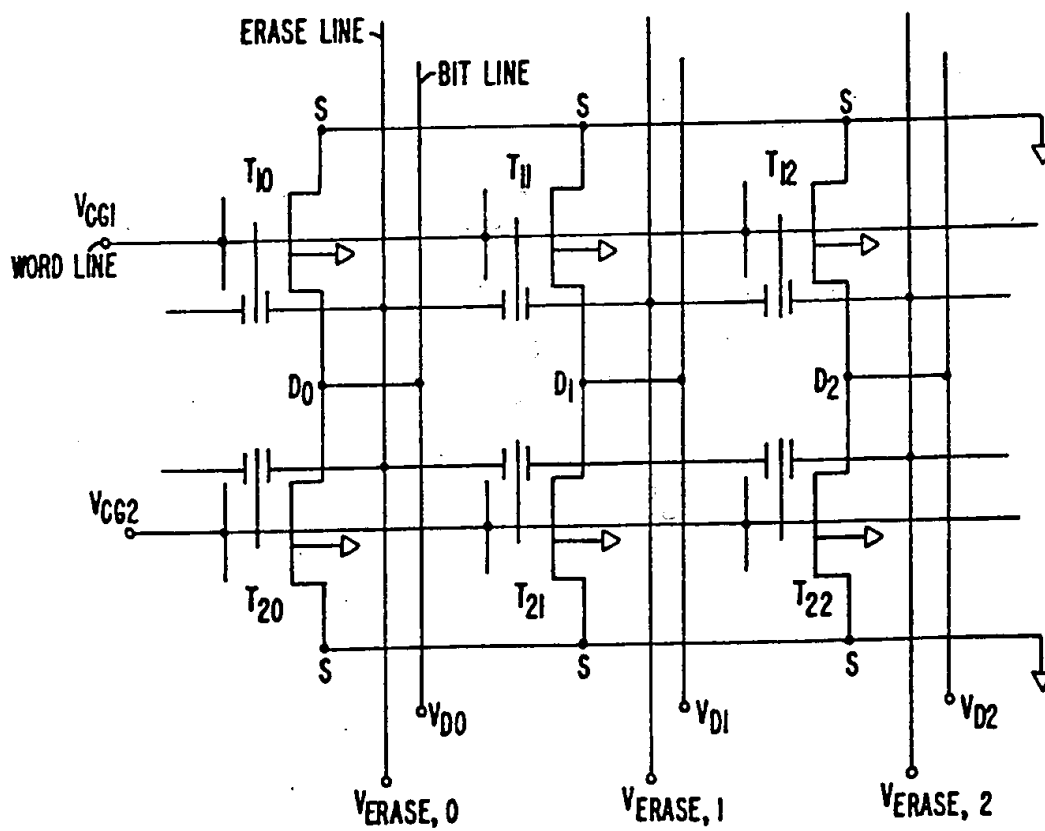 ERASE LINE
BIT LINE
S
S
S
T10
T11
T12
VCG1
WORD LINE
D0
D1
D2
VCG2
T20
T21
T22
S
S
S
VD0
VD1
VD2
VERASE, 0
VERASE, 1
VERASE, 2